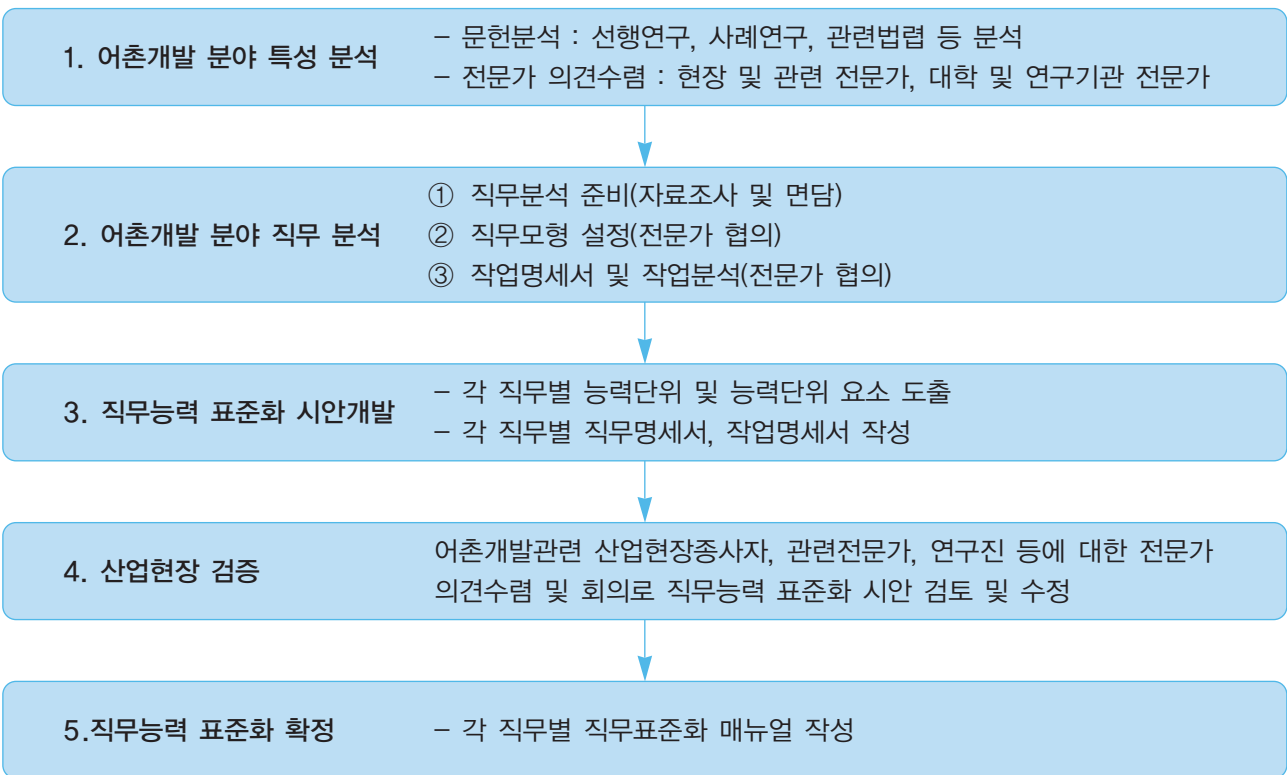 1. 어촌개발 분야 특성 분석
– 문헌분석 : 선행연구, 사례연구, 관련법렵 등 분석
– 전문가 의견수렴 : 현장 및 관련 전문가, 대학 및 연구기관 전문가
2. 어촌개발 분야 직무 분석
① 직무분석 준비(자료조사 및 면담)
② 직무모형 설정(전문가 협의)
③ 작업명세서 및 작업분석(전문가 협의)
3. 직무능력 표준화 시안개발
– 각 직무별 능력단위 및 능력단위 요소 도출
– 각 직무별 직무명세서, 작업명세서 작성
4. 산업현장 검증
어촌개발관련 산업현장종사자, 관련전문가, 연구진 등에 대한 전문가
의견수렴 및 회의로 직무능력 표준화 시안 검토 및 수정
5.직무능력 표준화 확정
– 각 직무별 직무표준화 매뉴얼 작성